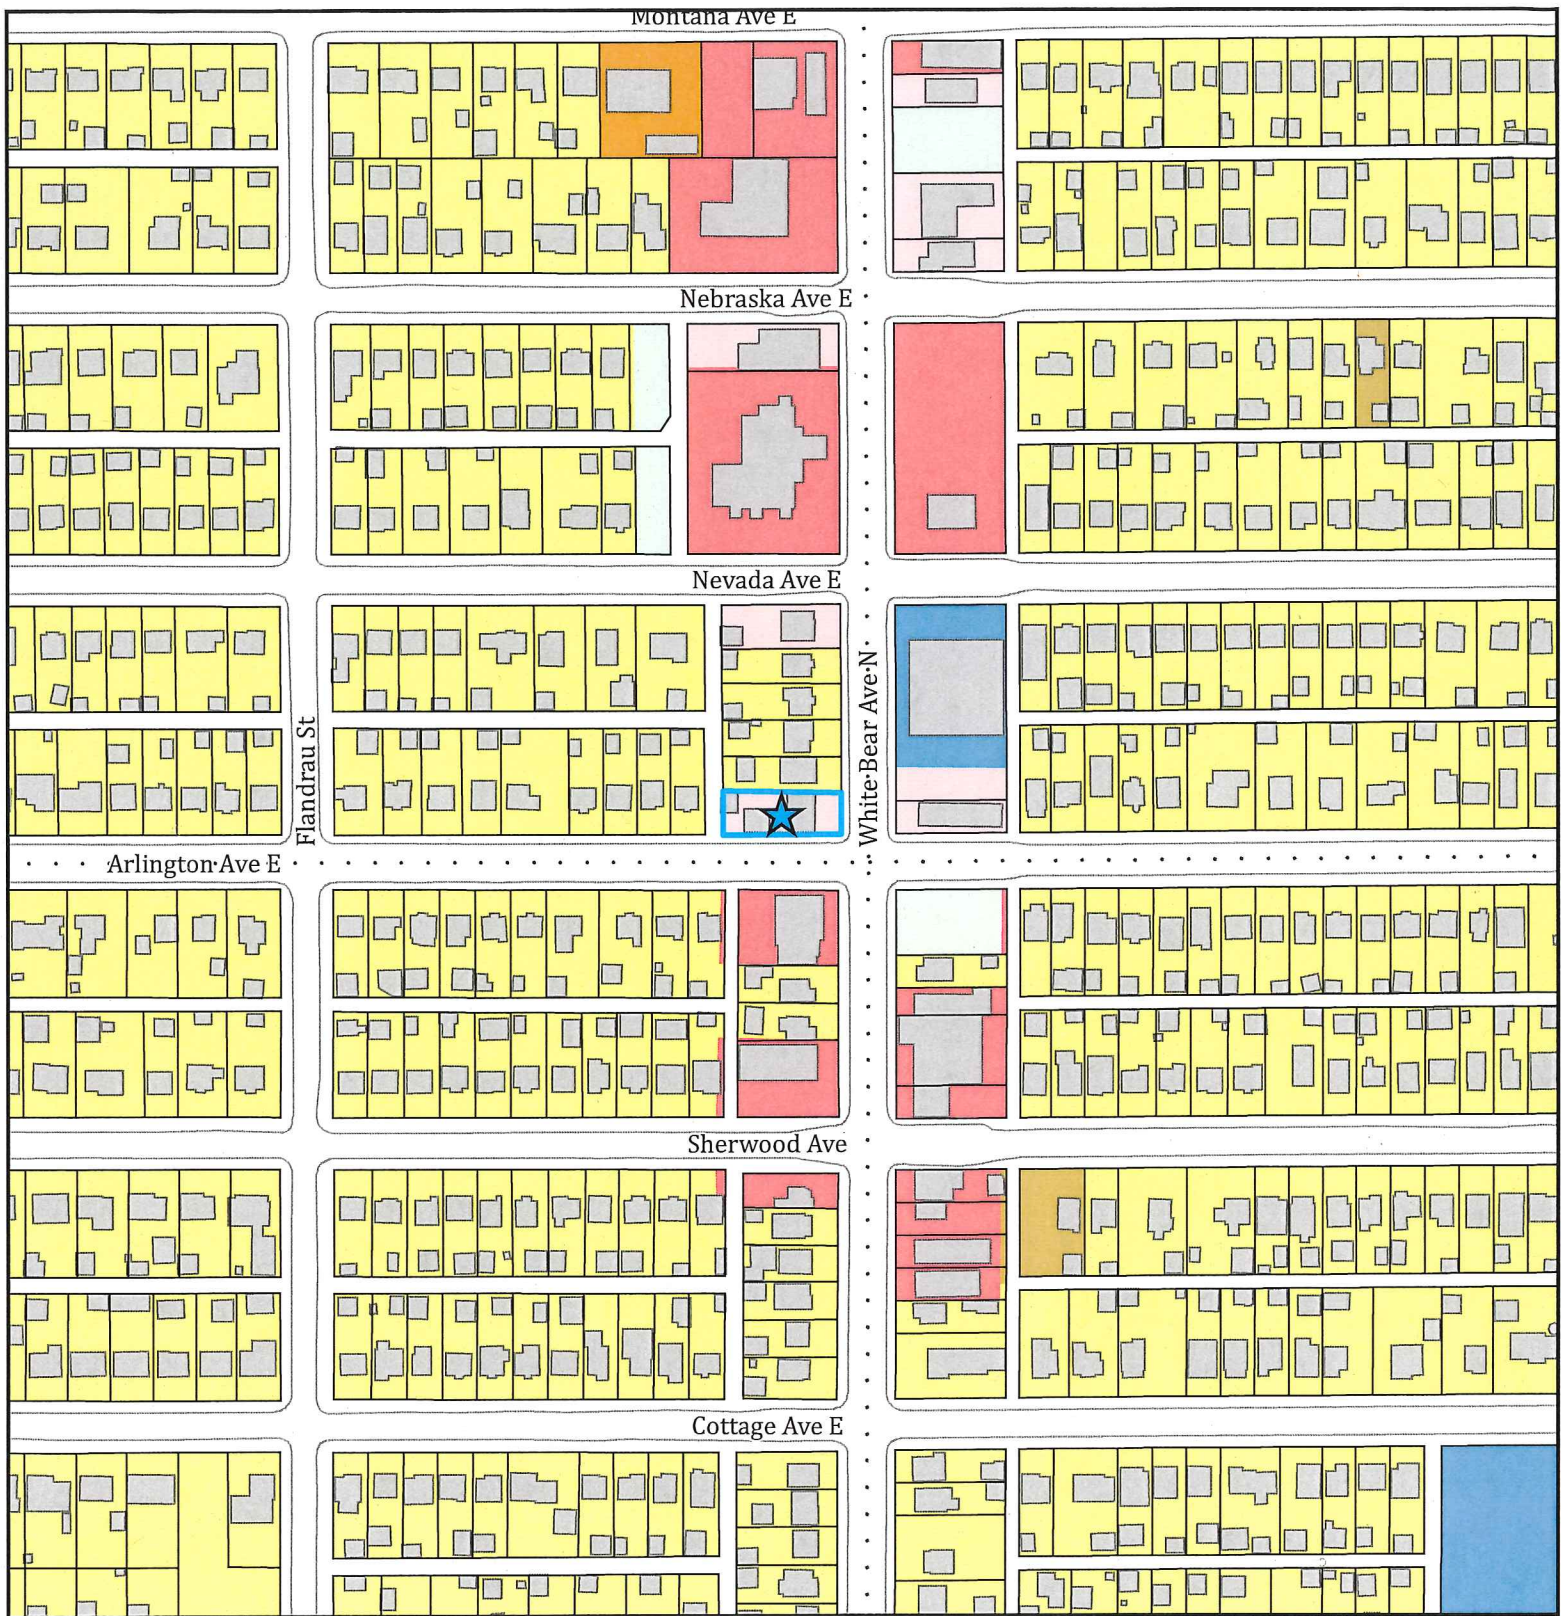 Montana Ave E
Nebraska Ave E
Nevada Ave E
White Bear Ave N
Flandrau St
Arlington Ave E
Sherwood Ave
Cottage Ave E